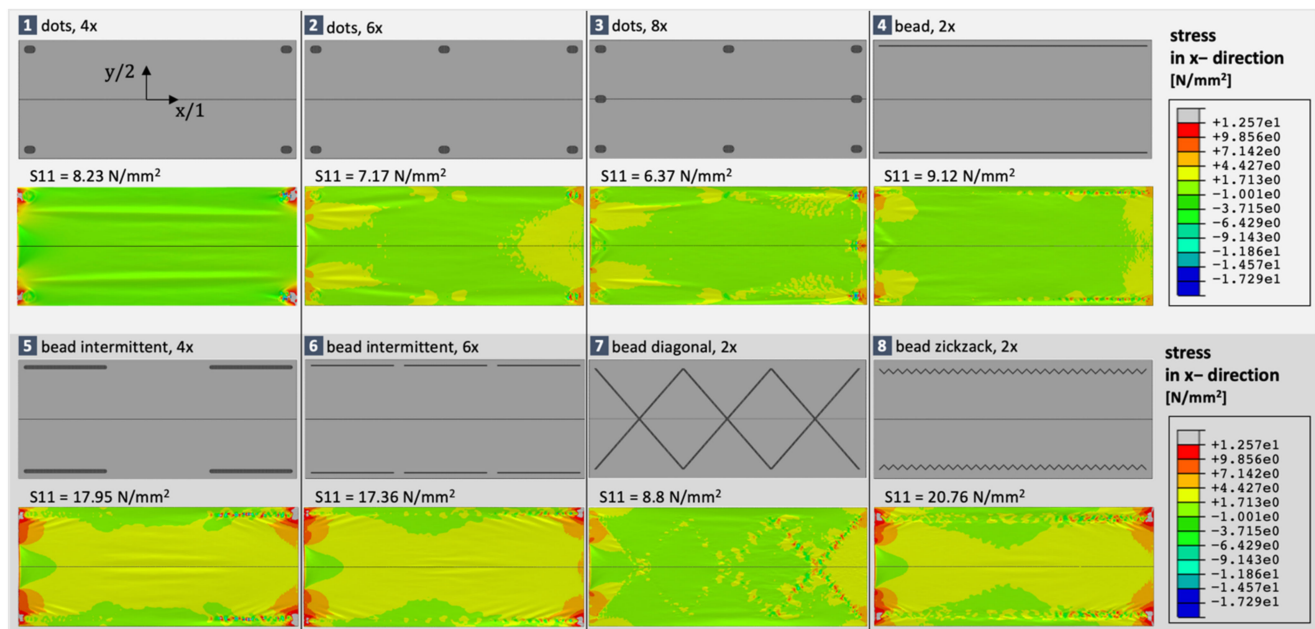 1 dots, 4x
2 dots, 6x
3 dots, 8x
4 bead, 2x
stress
in x– direction
[N/mm²]
y/2
x/1
+1.257e1
+9.856e0
+7.142e0
+4.427e0
+1.713e0
-1.001e0
-3.715e0
-6.429e0
-9.143e0
-1.186e1
-1.457e1
-1.729e1
S11 = 8.23 N/mm²
S11 = 7.17 N/mm²
S11 = 6.37 N/mm²
S11 = 9.12 N/mm²
5 bead intermittent, 4x
6 bead intermittent, 6x
7 bead diagonal, 2x
8 bead zickzack, 2x
stress
in x– direction
[N/mm²]
+1.257e1
+9.856e0
+7.142e0
+4.427e0
+1.713e0
-1.001e0
-3.715e0
-6.429e0
-9.143e0
-1.186e1
-1.457e1
-1.729e1
S11 = 17.95 N/mm²
S11 = 17.36 N/mm²
S11 = 8.8 N/mm²
S11 = 20.76 N/mm²